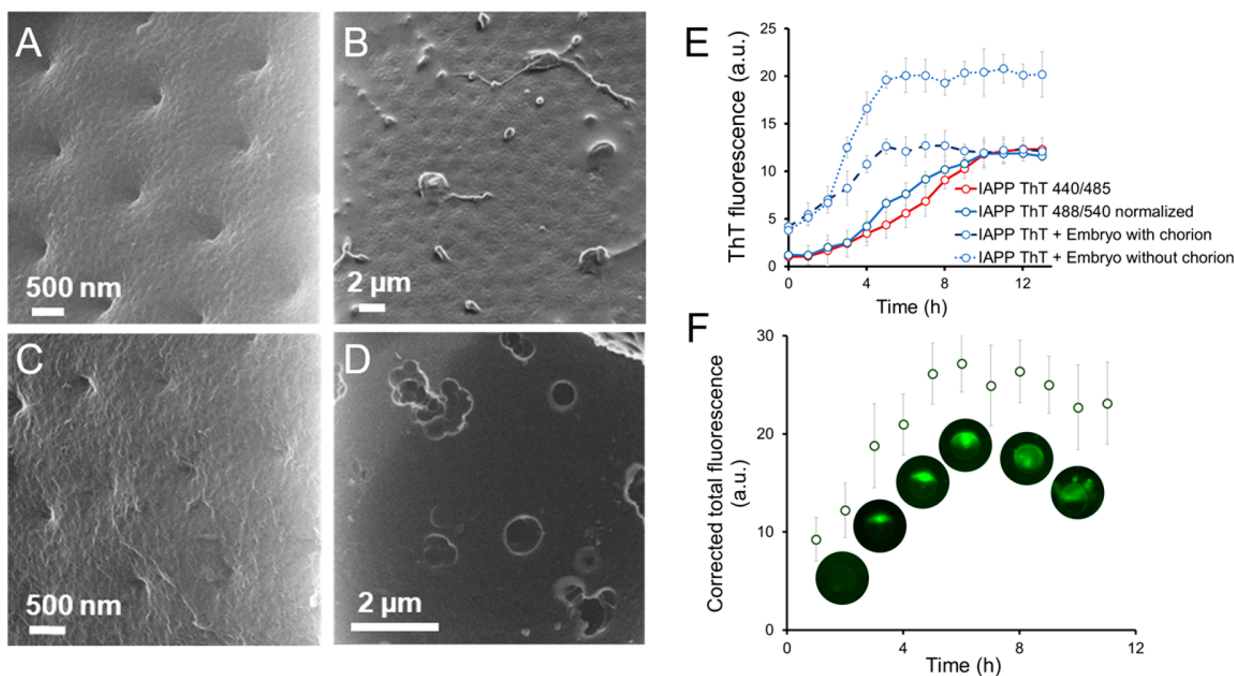 A
500 nm
B
2 µm
C
500 nm
D
2 µm
E
25
20
15
10
5
0
ThT fluorescence (a.u.)
IAPP ThT 440/485
IAPP ThT 488/540 normalized
IAPP ThT + Embryo with chorion
IAPP ThT + Embryo without chorion
0 4 8 12
Time (h)
F
30
20
10
0
Corrected total fluorescence
(a.u.)
0 4 8 12
Time (h)